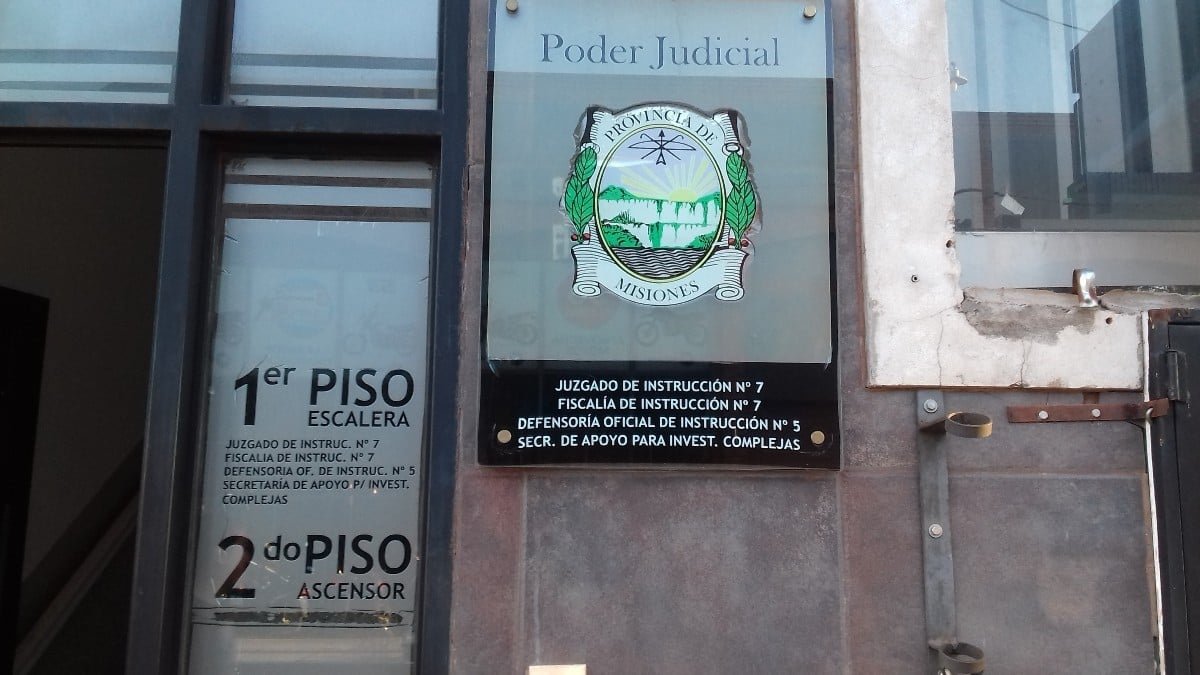 Poder Judicial
PROVINCIA DE
MISIONES
JUZGADO DE INSTRUCCIÓN Nº 7
FISCALÍA DE INSTRUCCIÓN Nº 7
DEFENSORÍA OFICIAL DE INSTRUCCIÓN Nº 5
SECR. DE APOYO PARA INVEST. COMPLEJAS
1er PISO
ESCALERA
JUZGADO DE INSTRUC. Nº 7
FISCALIA DE INSTRUC. Nº 7
DEFENSORIA OF. DE INSTRUC. Nº 5
SECRETARÍA DE APOYO P/ INVEST.
COMPLEJAS
2do PISO
ASCENSOR